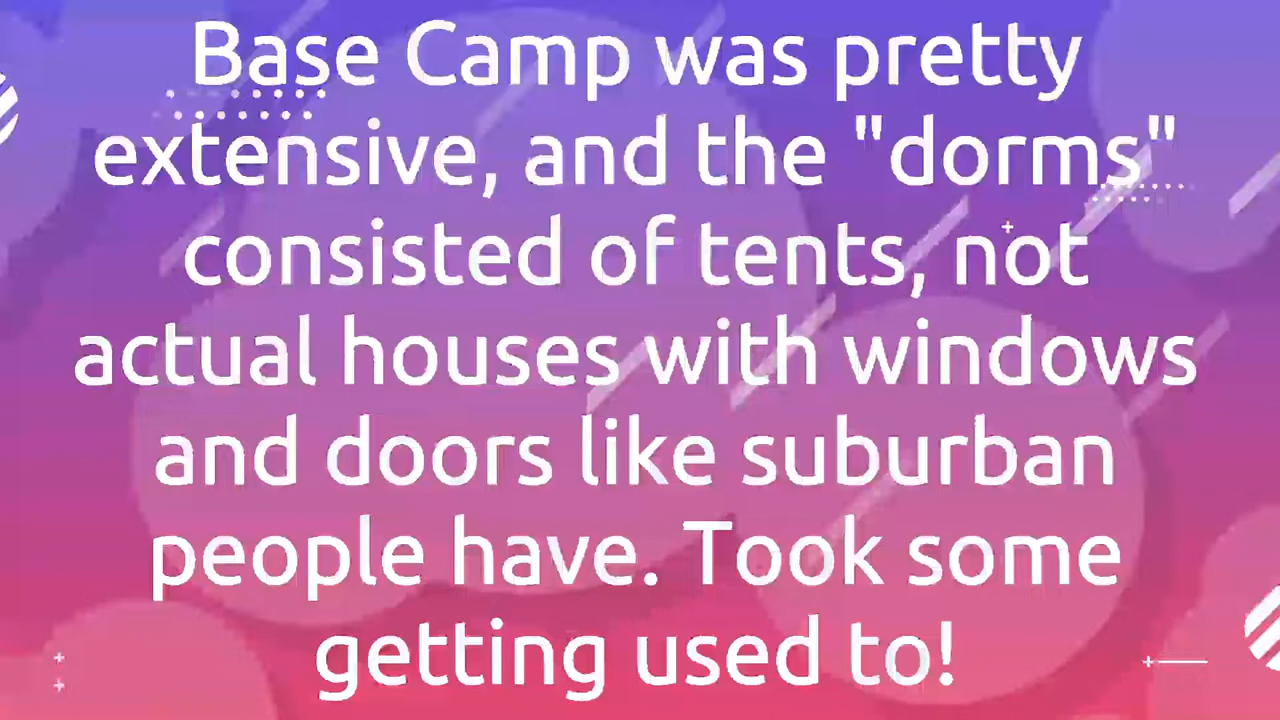 Base Camp was pretty
extensive, and the "dorms"
consisted of tents, not
actual houses with windows
and doors like suburban
people have. Took some
getting used to!